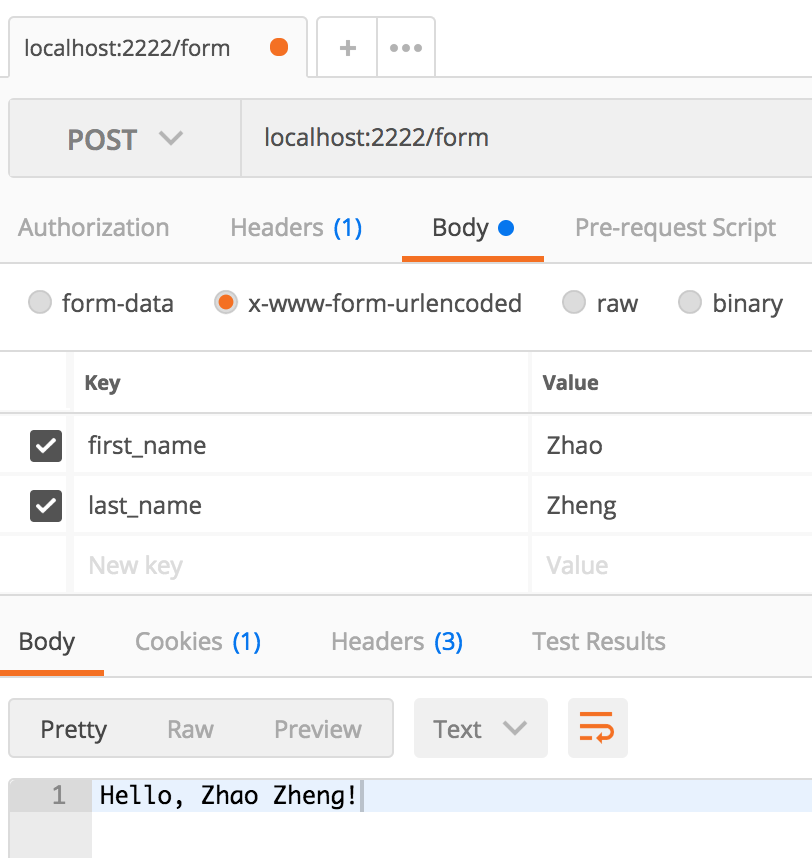 localhost:2222/form
POST localhost:2222/form
Authorization Headers (1) Body Pre-request Script
form-data x-www-form-urlencoded raw binary
Key Value
first_name Zhao
last_name Zheng
New key Value
Body Cookies (1) Headers (3) Test Results
Pretty Raw Preview Text
1 Hello, Zhao Zheng!